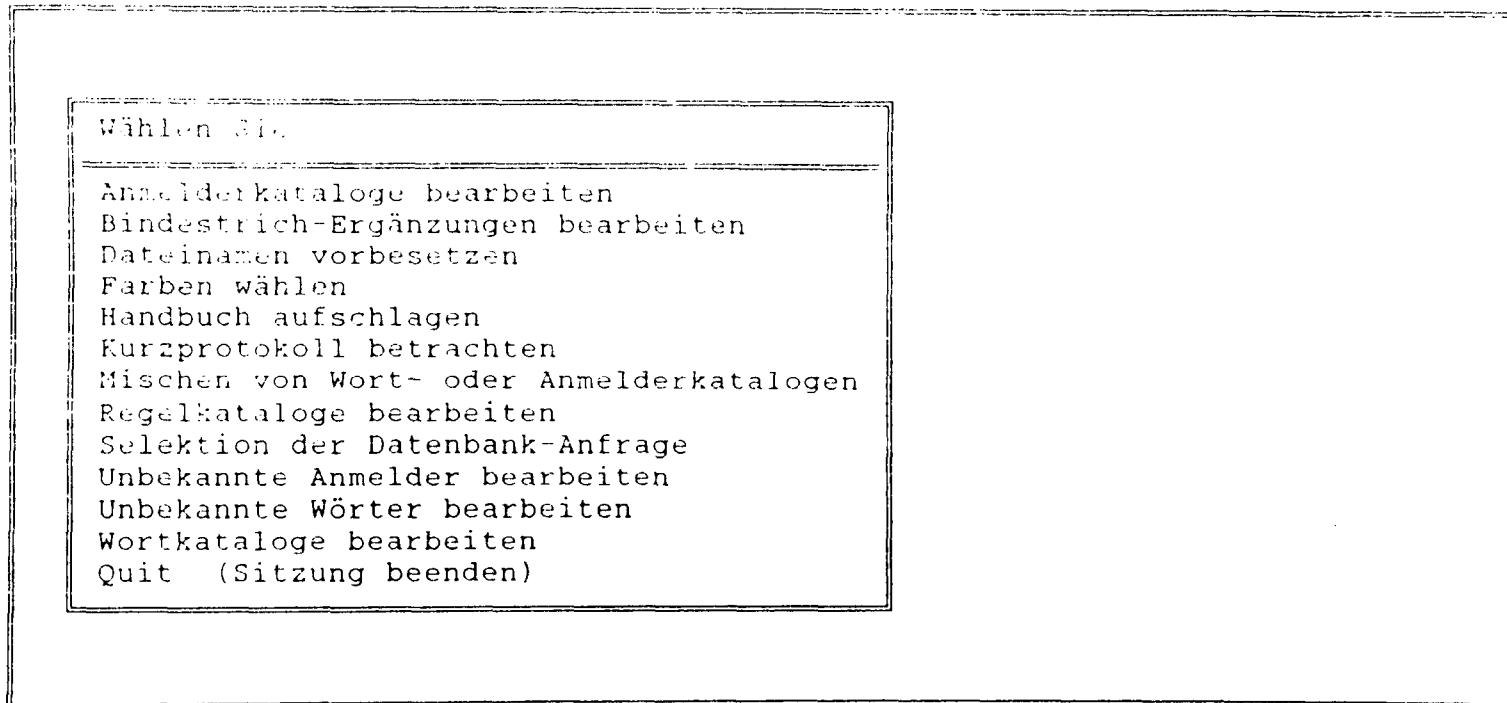 Wählen Sie
Anmelderkataloge bearbeiten
Bindestrich-Ergänzungen bearbeiten
Dateinamen vorbesetzen
Farben wählen
Handbuch aufschlagen
Kurzprotokoll betrachten
Mischen von Wort- oder Anmelderkatalogen
Regelkataloge bearbeiten
Selektion der Datenbank-Anfrage
Unbekannte Anmelder bearbeiten
Unbekannte Wörter bearbeiten
Wortkataloge bearbeiten
Quit  (Sitzung beenden)